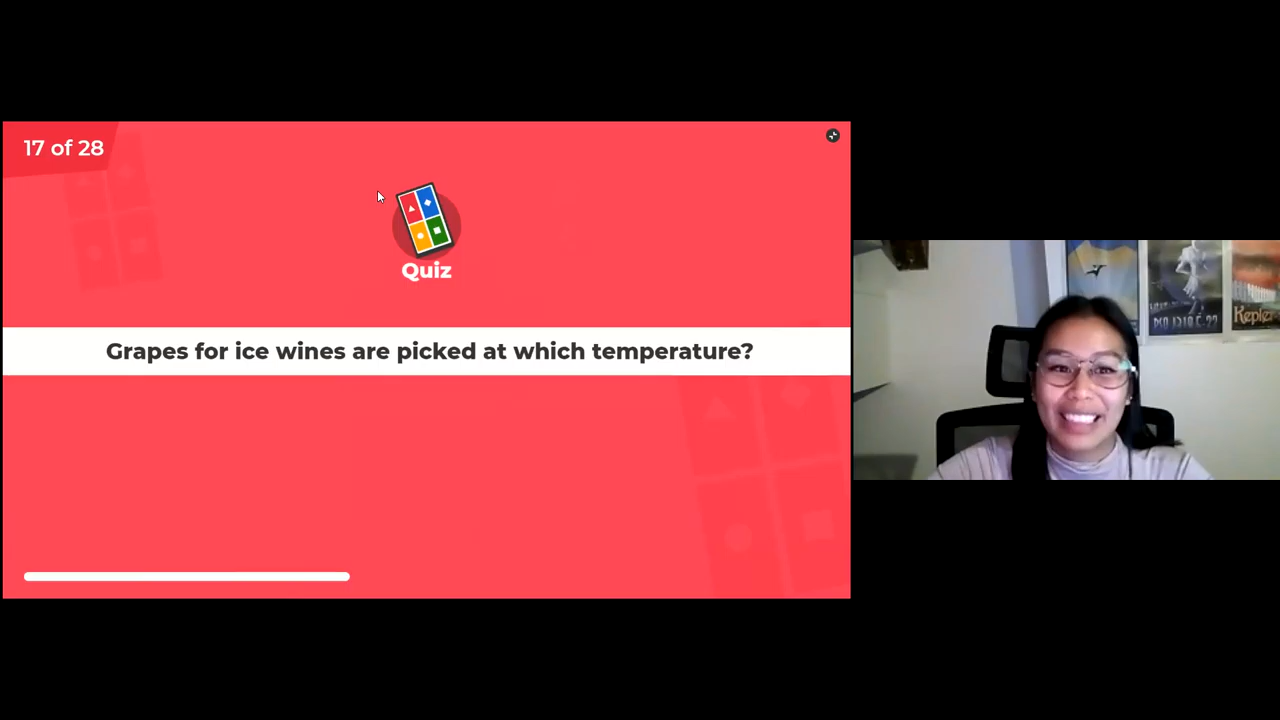 17 of 28
Quiz
Grapes for ice wines are picked at which temperature?
Kepler